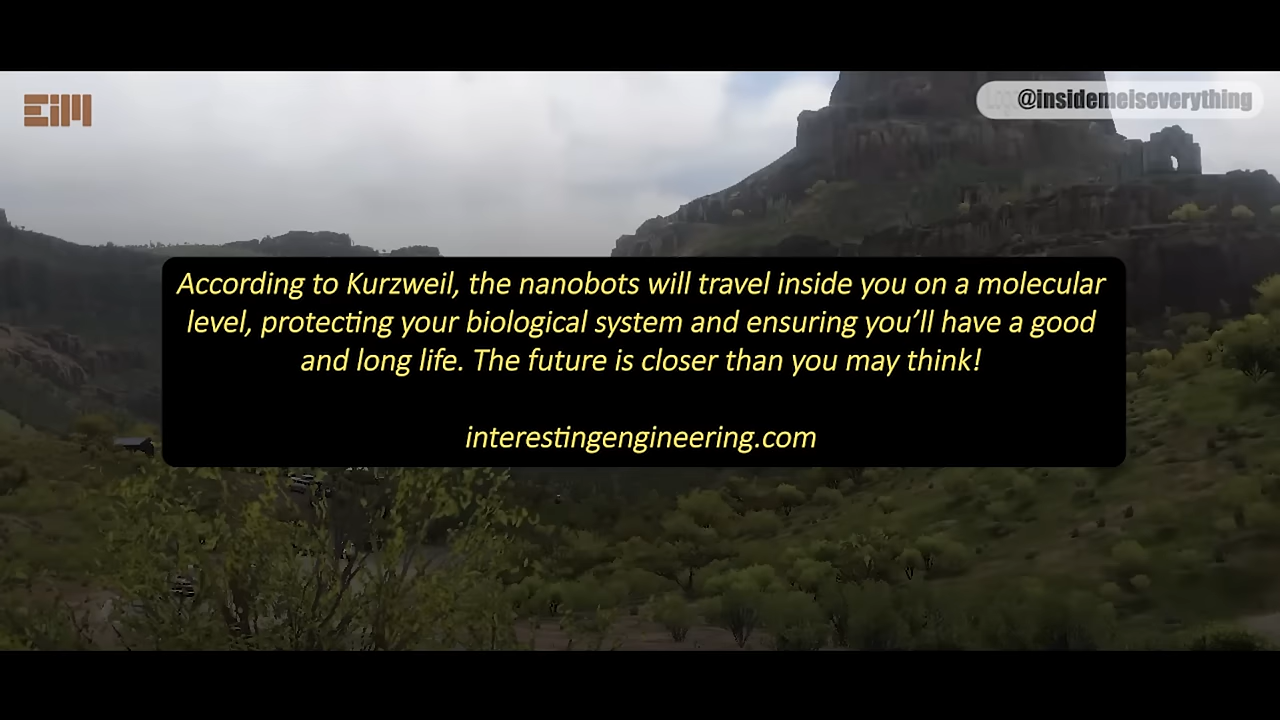 EiM
@insidemeiseverything
According to Kurzweil, the nanobots will travel inside you on a molecular
level, protecting your biological system and ensuring you’ll have a good
and long life. The future is closer than you may think!
interestingengineering.com